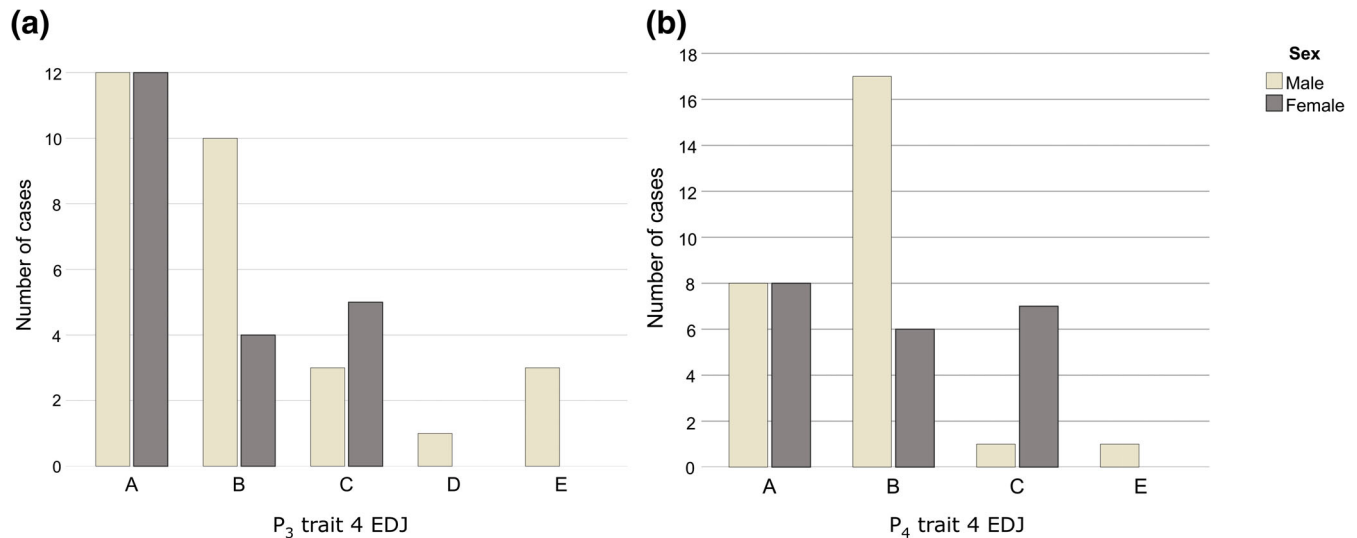 (a)
12
10
8
6
4
2
0
Number of cases
A B C D E
P₃ trait 4 EDJ
(b)
18
16
14
12
10
8
6
4
2
0
Number of cases
A B C E
P₄ trait 4 EDJ
Sex
Male
Female